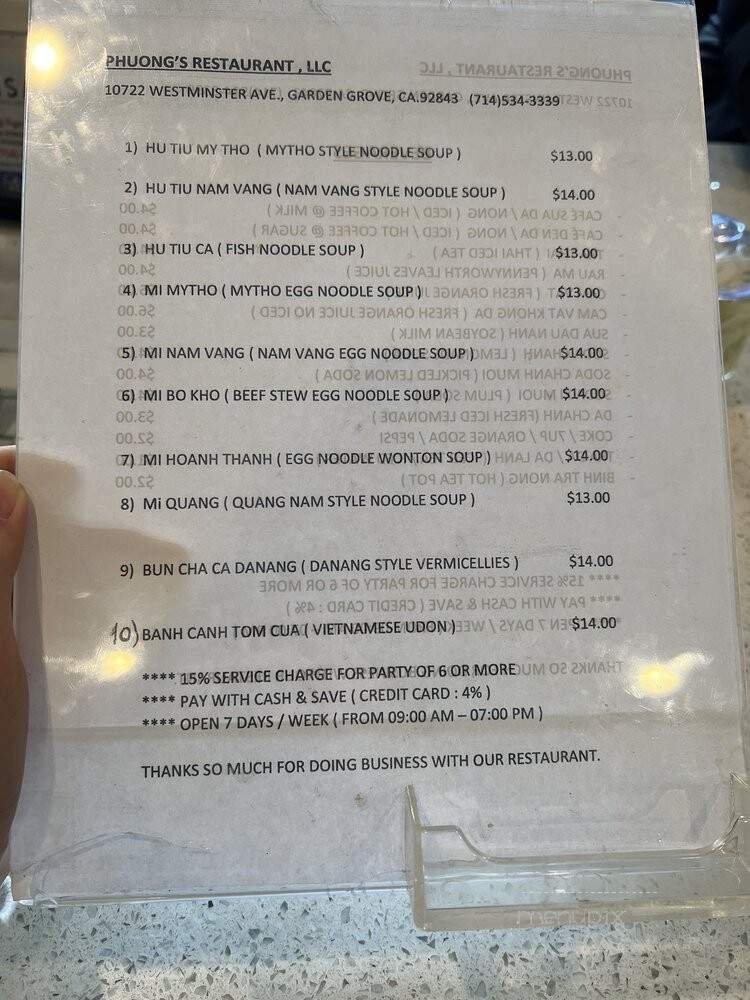 PHUONG'S RESTAURANT , LLC
10722 WESTMINSTER AVE., GARDEN GROVE, CA.92843 (714)534-3339
1) HU TIU MY THO ( MYTHO STYLE NOODLE SOUP ) $13.00
2) HU TIU NAM VANG ( NAM VANG STYLE NOODLE SOUP ) $14.00
3) HU TIU CA ( FISH NOODLE SOUP ) $13.00
4) MI MYTHO ( MYTHO EGG NOODLE SOUP ) $13.00
5) MI NAM VANG ( NAM VANG EGG NOODLE SOUP ) $14.00
6) MI BO KHO ( BEEF STEW EGG NOODLE SOUP ) $14.00
7) MI HOANH THANH ( EGG NOODLE WONTON SOUP ) $14.00
8) Mi QUANG ( QUANG NAM STYLE NOODLE SOUP ) $13.00
9) BUN CHA CA DANANG ( DANANG STYLE VERMICELLIES ) $14.00
10) BANH CANH TOM CUA ( VIETNAMESE UDON ) $14.00
**** 15% SERVICE CHARGE FOR PARTY OF 6 OR MORE
**** PAY WITH CASH & SAVE ( CREDIT CARD : 4% )
**** OPEN 7 DAYS / WEEK ( FROM 09:00 AM – 07:00 PM )
THANKS SO MUCH FOR DOING BUSINESS WITH OUR RESTAURANT.
menupix